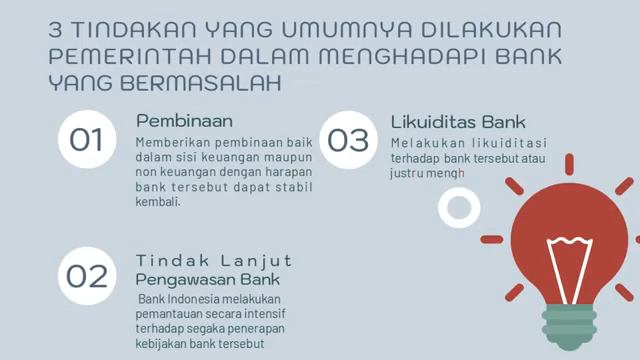 3 TINDAKAN YANG UMUMNYA DILAKUKAN
PEMERINTAH DALAM MENGHADAPI BANK
YANG BERMASALAH
01
Pembinaan
Memberikan pembinaan baik
dalam sisi keuangan maupun
non keuangan dengan harapan
bank tersebut dapat stabil
kembali.
02
Tindak Lanjut
Pengawasan Bank
Bank Indonesia melakukan
pemantauan secara intensif
terhadap segaka penerapan
kebijakan bank tersebut
03
Likuiditas Bank
Melakukan likuiditasi
terhadap bank tersebut atau
justru mengh